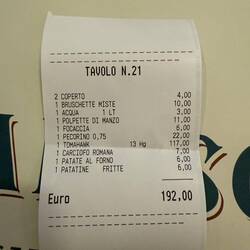 TAVOLO N.21
2 COPERTO 4,00
1 BRUSCHETTE MISTE 10,00
1 ACQUA 1 LT 3,00
1 POLPETTE DI MANZO 11,00
1 FOCACCIA 6,00
1 PECORINO 0,75 22,00
1 TOMAHAWK 13 Hg 117,00
1 CARCIOFO ROMANA 7,00
1 PATATE AL FORNO 6,00
1 PATATINE FRITTE 6,00
Euro 192,00